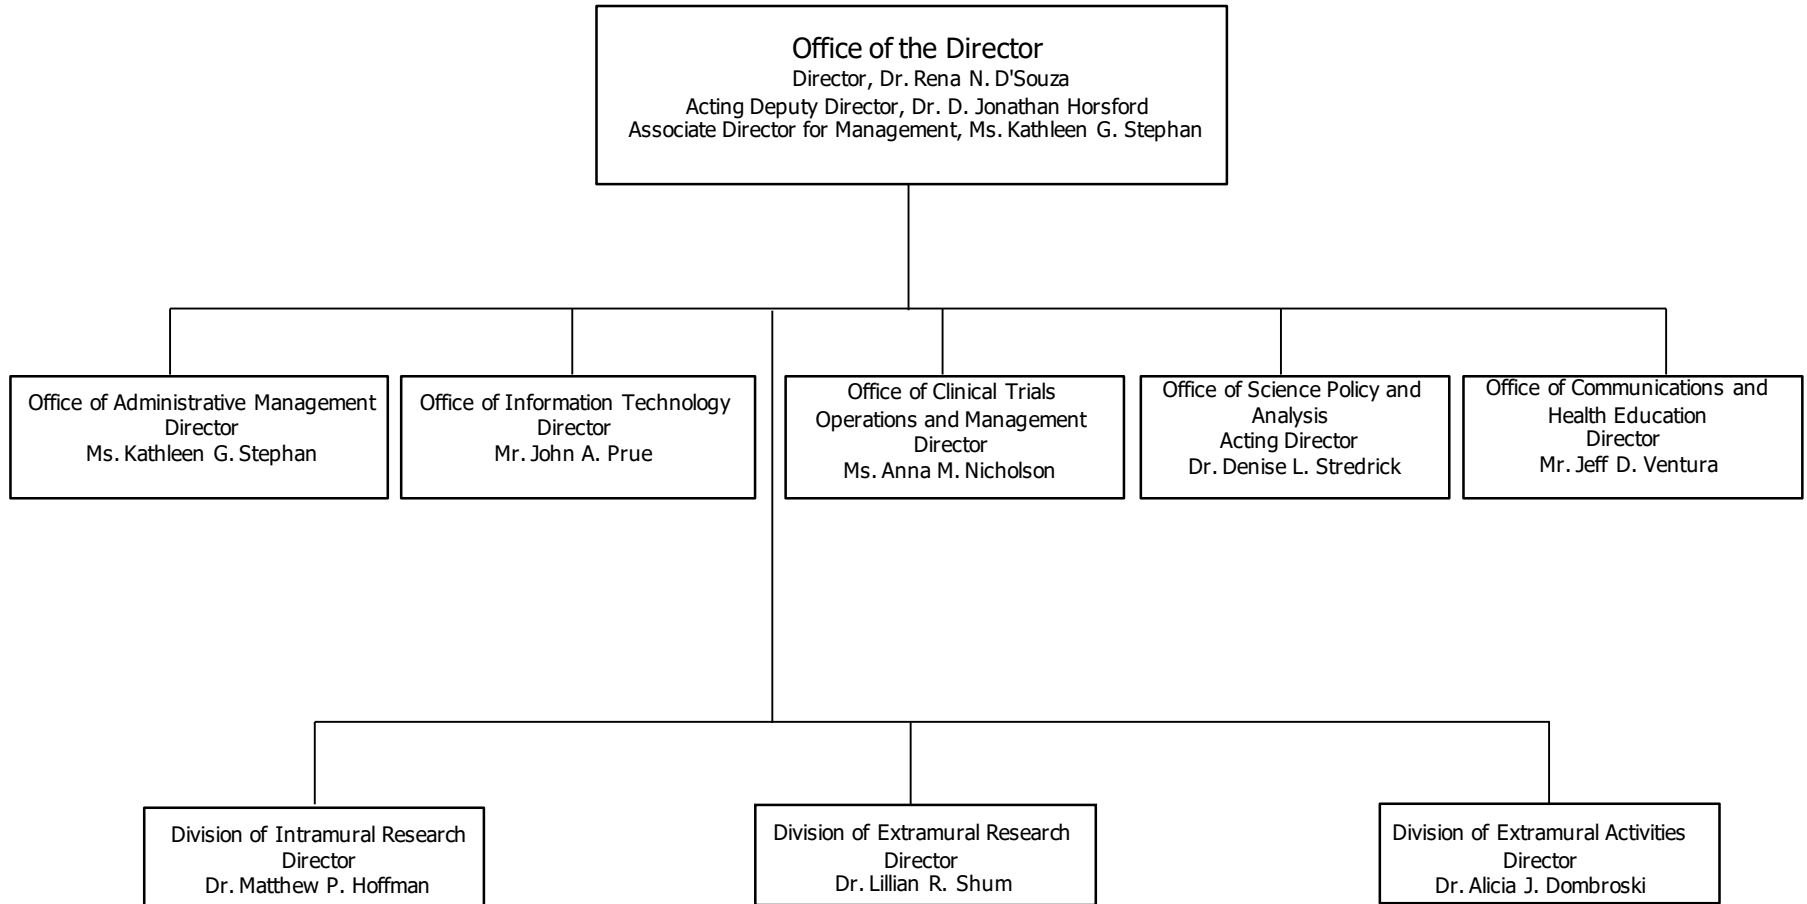 Office of the Director
Director, Dr. Rena N. D'Souza
Acting Deputy Director, Dr. D. Jonathan Horsford
Associate Director for Management, Ms. Kathleen G. Stephan
Office of Administrative Management
Director
Ms. Kathleen G. Stephan
Office of Information Technology
Director
Mr. John A. Prue
Office of Clinical Trials
Operations and Management
Director
Ms. Anna M. Nicholson
Office of Science Policy and
Analysis
Acting Director
Dr. Denise L. Stredrick
Office of Communications and
Health Education
Director
Mr. Jeff D. Ventura
Division of Intramural Research
Director
Dr. Matthew P. Hoffman
Division of Extramural Research
Director
Dr. Lillian R. Shum
Division of Extramural Activities
Director
Dr. Alicia J. Dombroski